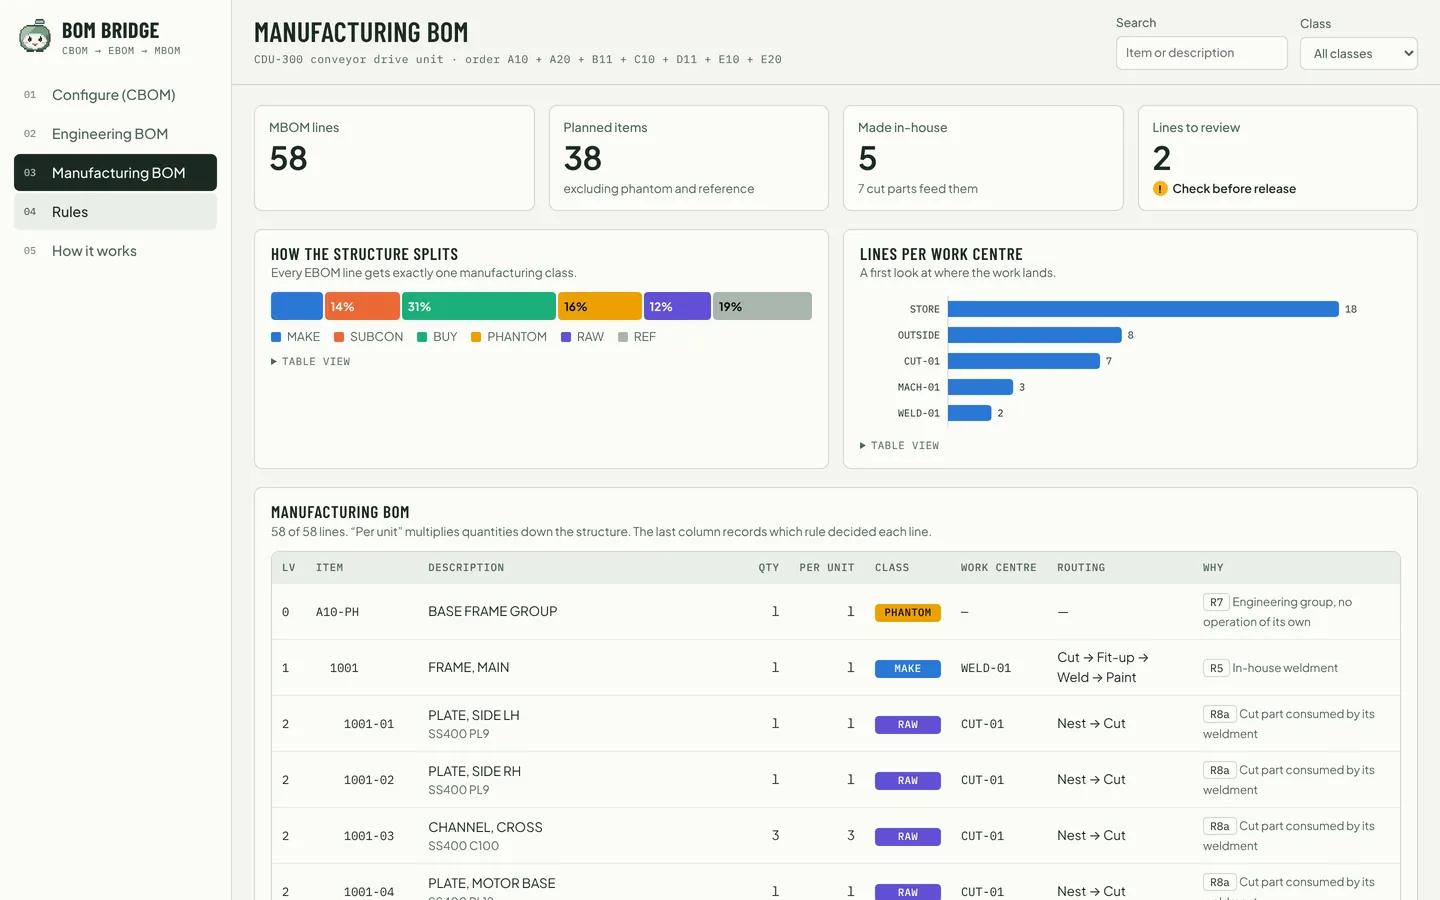 BOM BRIDGE
CBOM → EBOM → MBOM
01 Configure (CBOM)
02 Engineering BOM
03 Manufacturing BOM
04 Rules
05 How it works
MANUFACTURING BOM
CDU-300 conveyor drive unit · order A10 + A20 + B11 + C10 + D11 + E10 + E20
Search
Item or description
Class
All classes
MBOM lines
58
Planned items
38
excluding phantom and reference
Made in-house
5
7 cut parts feed them
Lines to review
2
! Check before release
HOW THE STRUCTURE SPLITS
Every EBOM line gets exactly one manufacturing class.
14% 31% 16% 12% 19%
MAKE SUBCON BUY PHANTOM RAW REF
▶ TABLE VIEW
LINES PER WORK CENTRE
A first look at where the work lands.
STORE 18
OUTSIDE 8
CUT-01 7
MACH-01 3
WELD-01 2
▶ TABLE VIEW
MANUFACTURING BOM
58 of 58 lines. “Per unit” multiplies quantities down the structure. The last column records which rule decided each line.
LV ITEM DESCRIPTION QTY PER UNIT CLASS WORK CENTRE ROUTING WHY
0 A10-PH BASE FRAME GROUP 1 1 PHANTOM — — R7 Engineering group, no
operation of its own
1 1001 FRAME, MAIN 1 1 MAKE WELD-01 Cut → Fit-up →
Weld → Paint
R5 In-house weldment
2 1001-01 PLATE, SIDE LH 1 1 RAW CUT-01 Nest → Cut R8a Cut part consumed by its
SS400 PL9 weldment
2 1001-02 PLATE, SIDE RH 1 1 RAW CUT-01 Nest → Cut R8a Cut part consumed by its
SS400 PL9 weldment
2 1001-03 CHANNEL, CROSS 3 3 RAW CUT-01 Nest → Cut R8a Cut part consumed by its
SS400 C100 weldment
2 1001-04 PLATE, MOTOR BASE 1 1 RAW CUT-01 Nest → Cut R8a Cut part consumed by its